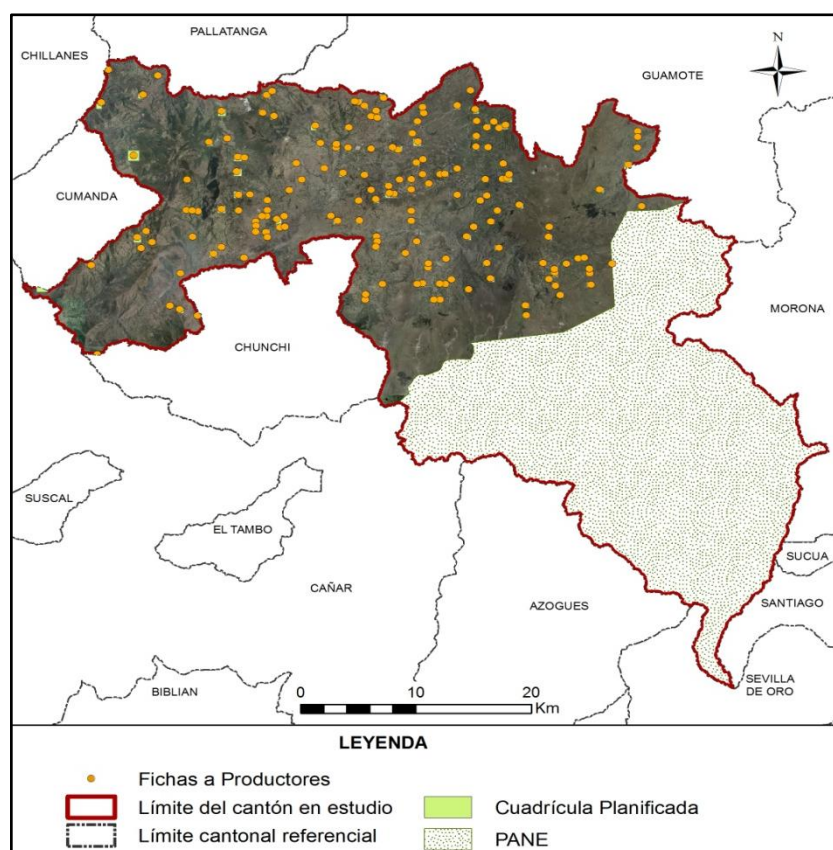 PALLATANGA
CHILLANES
N
GUAMOTE
CUMANDA
MORONA
CHUNCHI
SUSCAL
EL TAMBO
SUCUA
CAÑAR
AZOGUES
SANTIAGO
BIBLIAN
SEVILLA
DE ORO
0 10 20
Km
LEYENDA
Fichas a Productores
Límite del cantón en estudio
Cuadrícula Planificada
Límite cantonal referencial
PANE